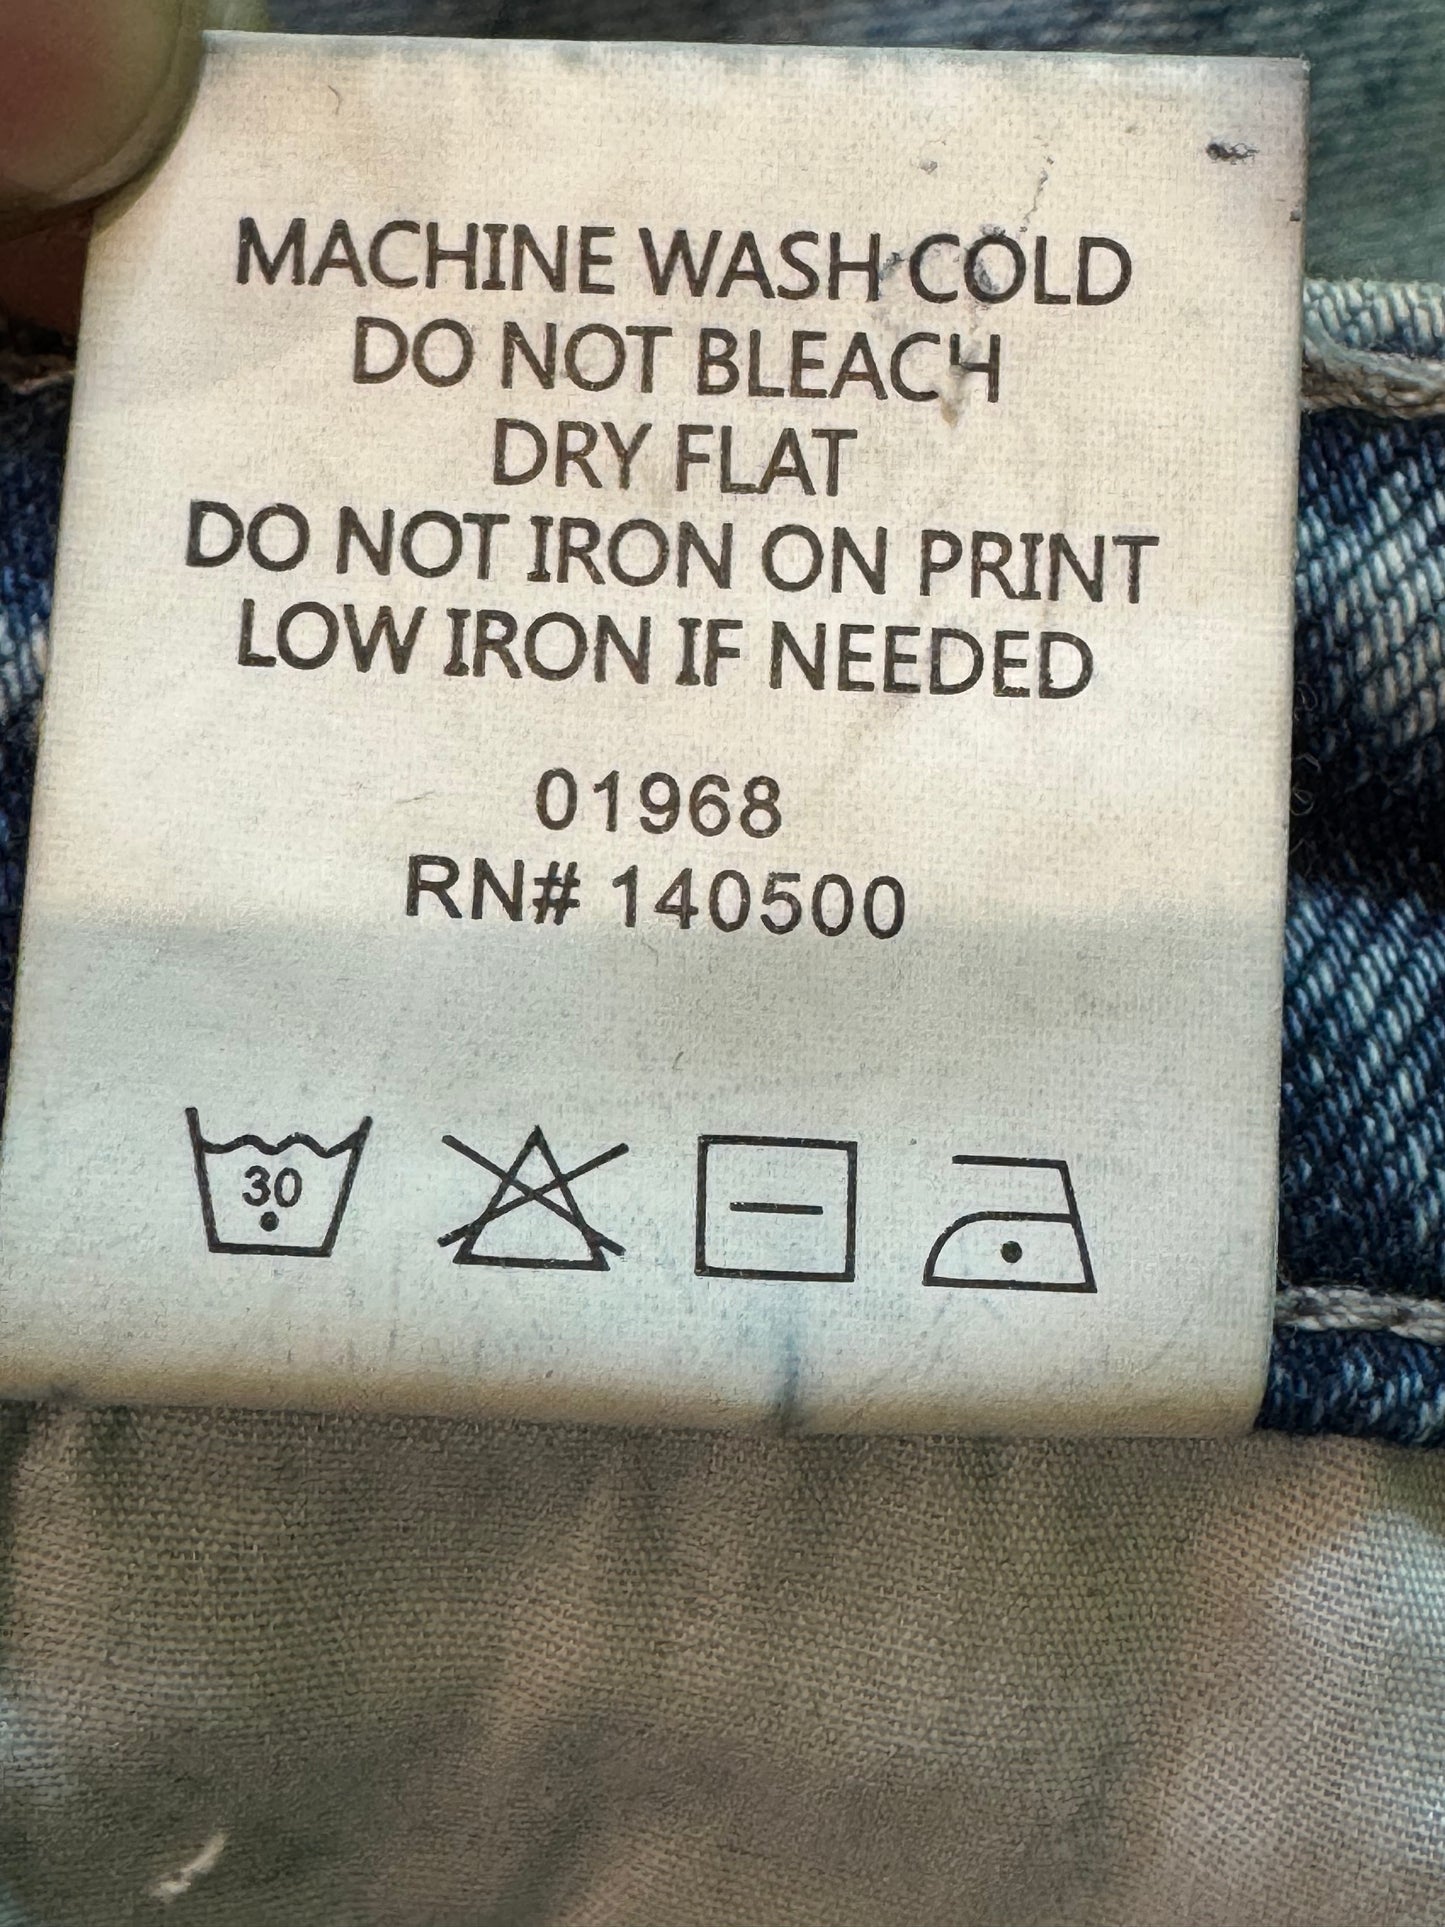 MACHINE WASH COLD
DO NOT BLEACH
DRY FLAT
DO NOT IRON ON PRINT
LOW IRON IF NEEDED
01968
RN# 140500
30